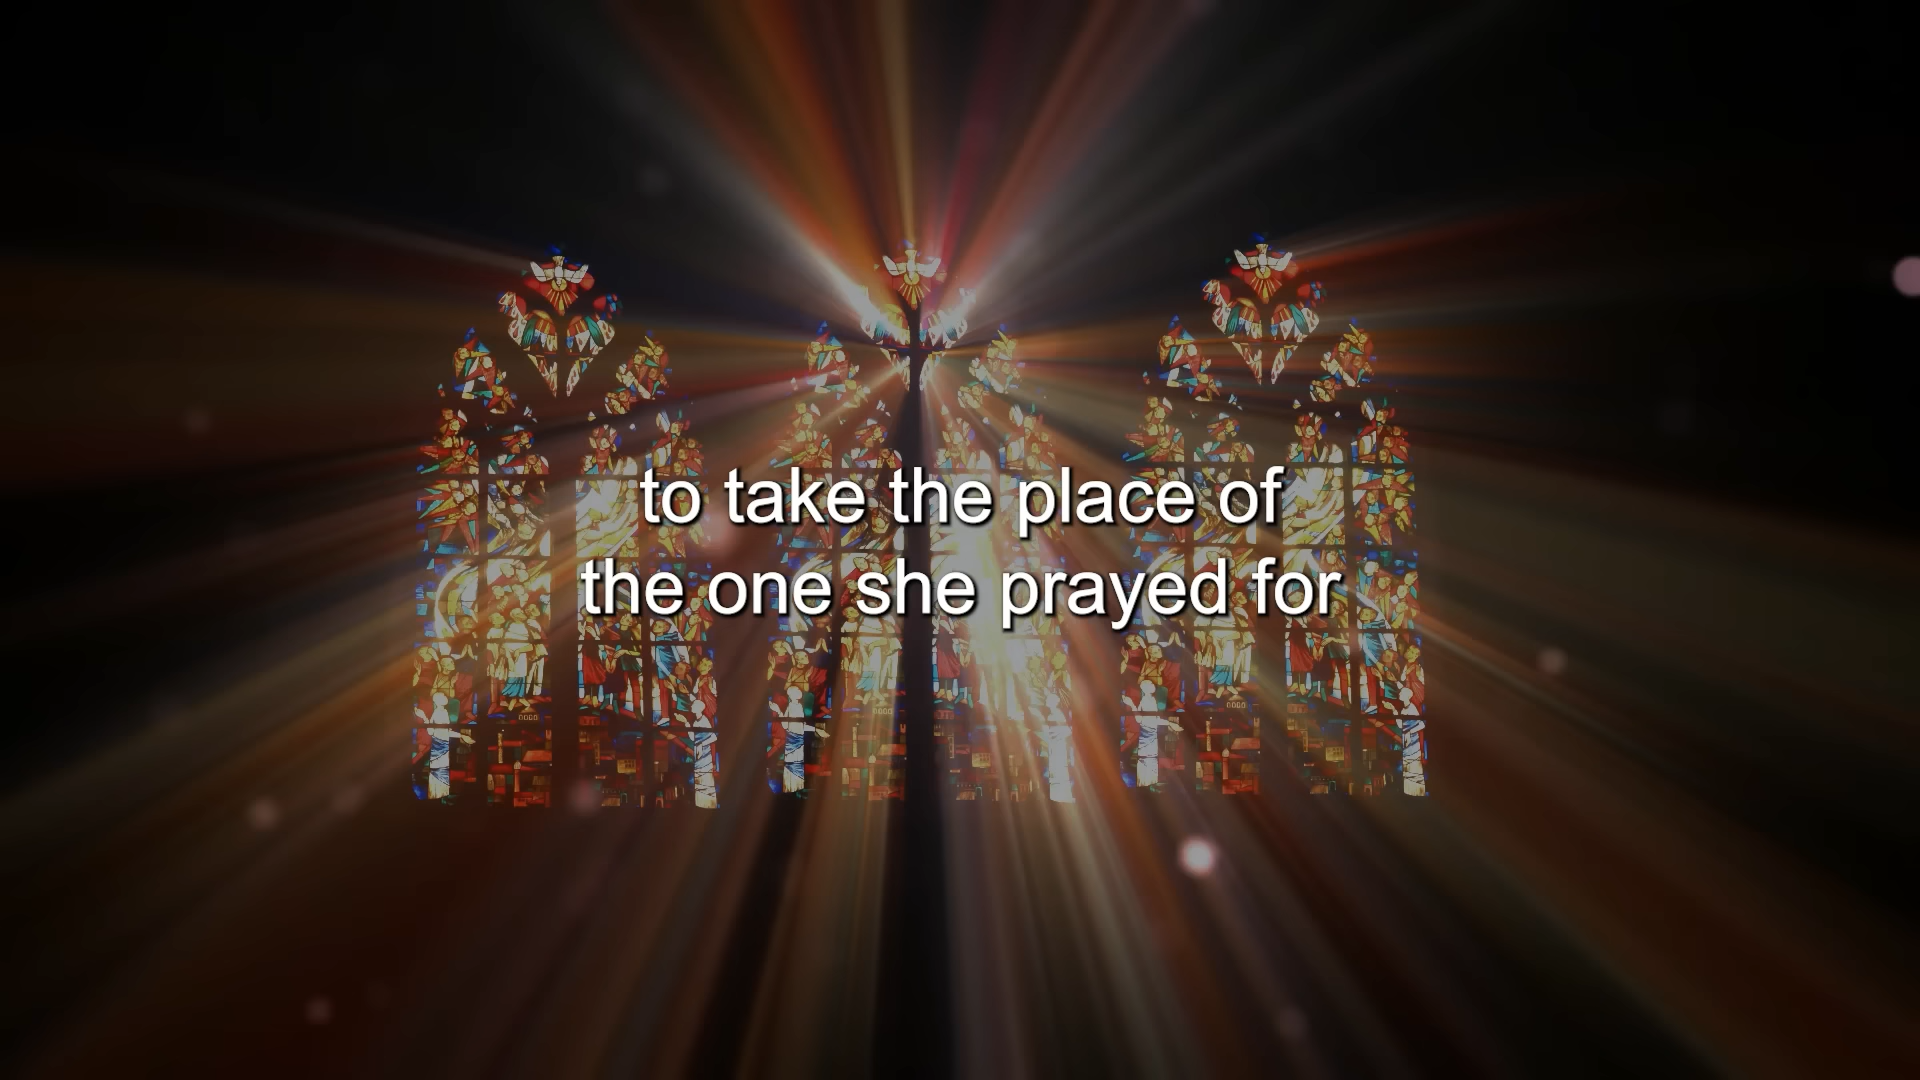 to take the place of
the one she prayed for